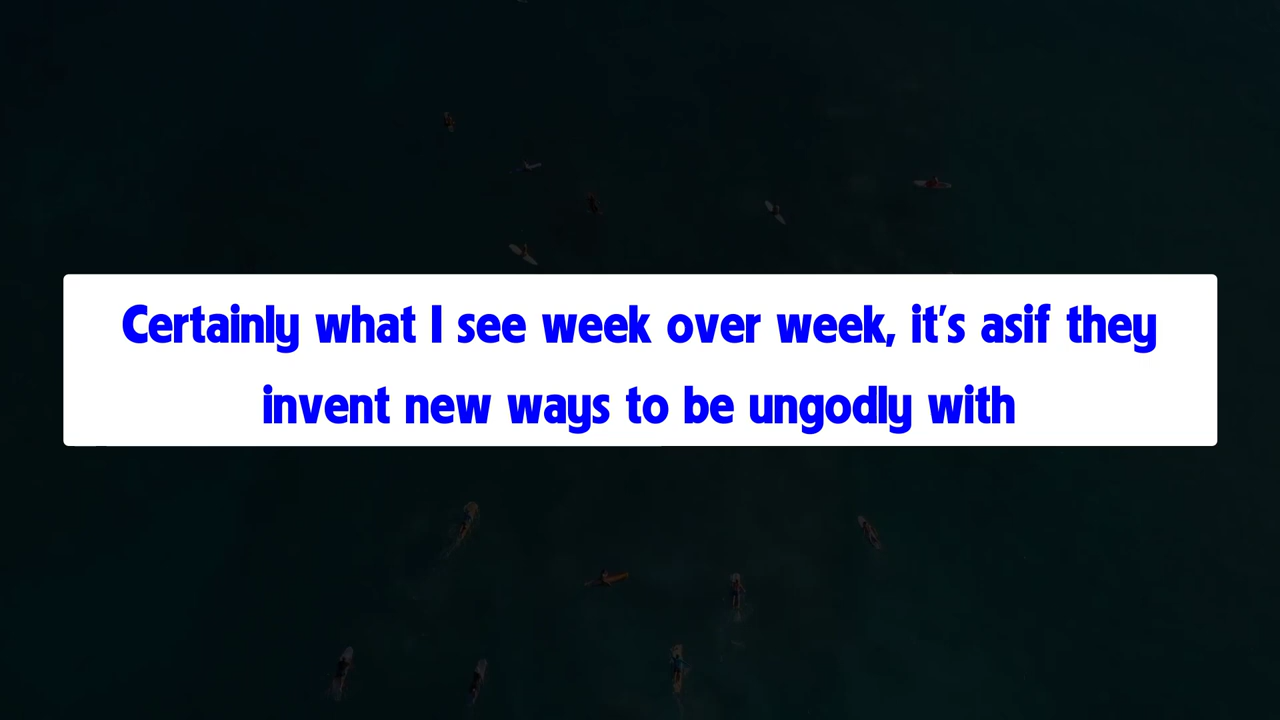 Certainly what I see week over week, it's asif they
invent new ways to be ungodly with